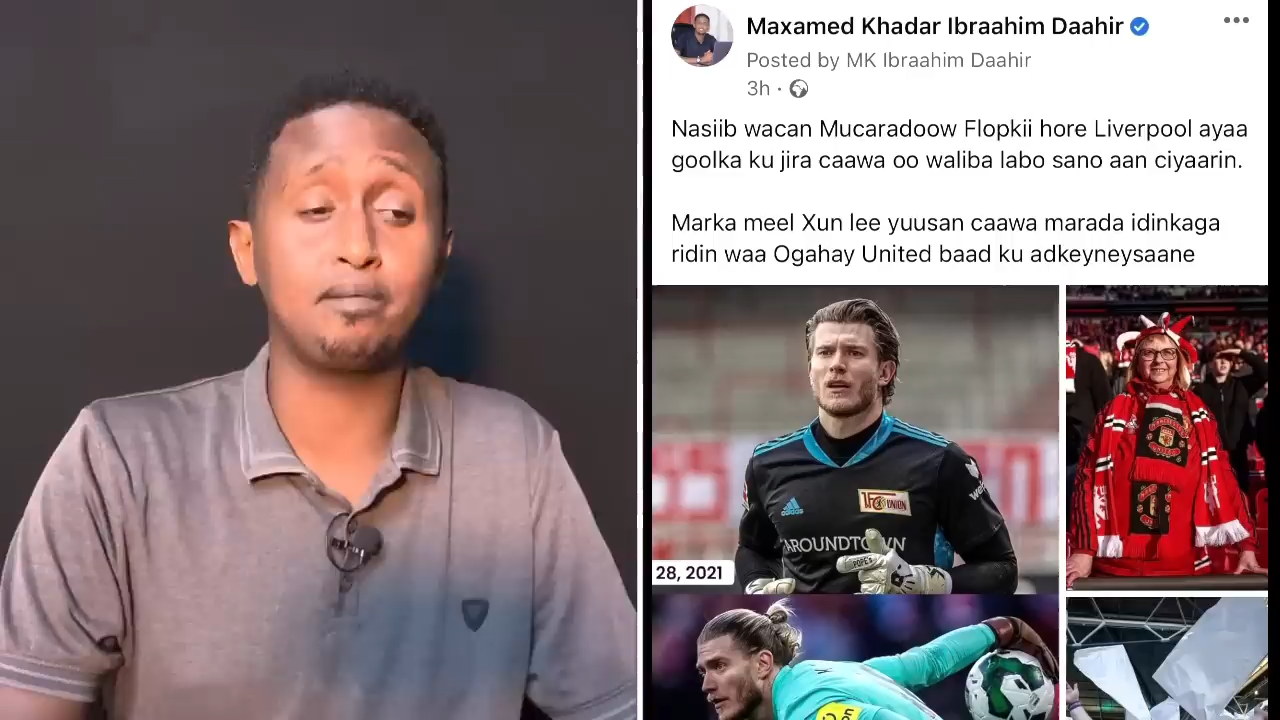 Maxamed Khadar Ibraahim Daahir
Posted by MK Ibraahim Daahir
3h ·
Nasiib wacan Mucaradoow Flopkii hore Liverpool ayaa
goolka ku jira caawa oo waliba labo sano aan ciyaarin.
Marka meel Xun lee yuusan caawa marada idinkaga
ridin waa Ogahay United baad ku adkeyneysaane
1FC UNION
AROUNDTOWN
28, 2021